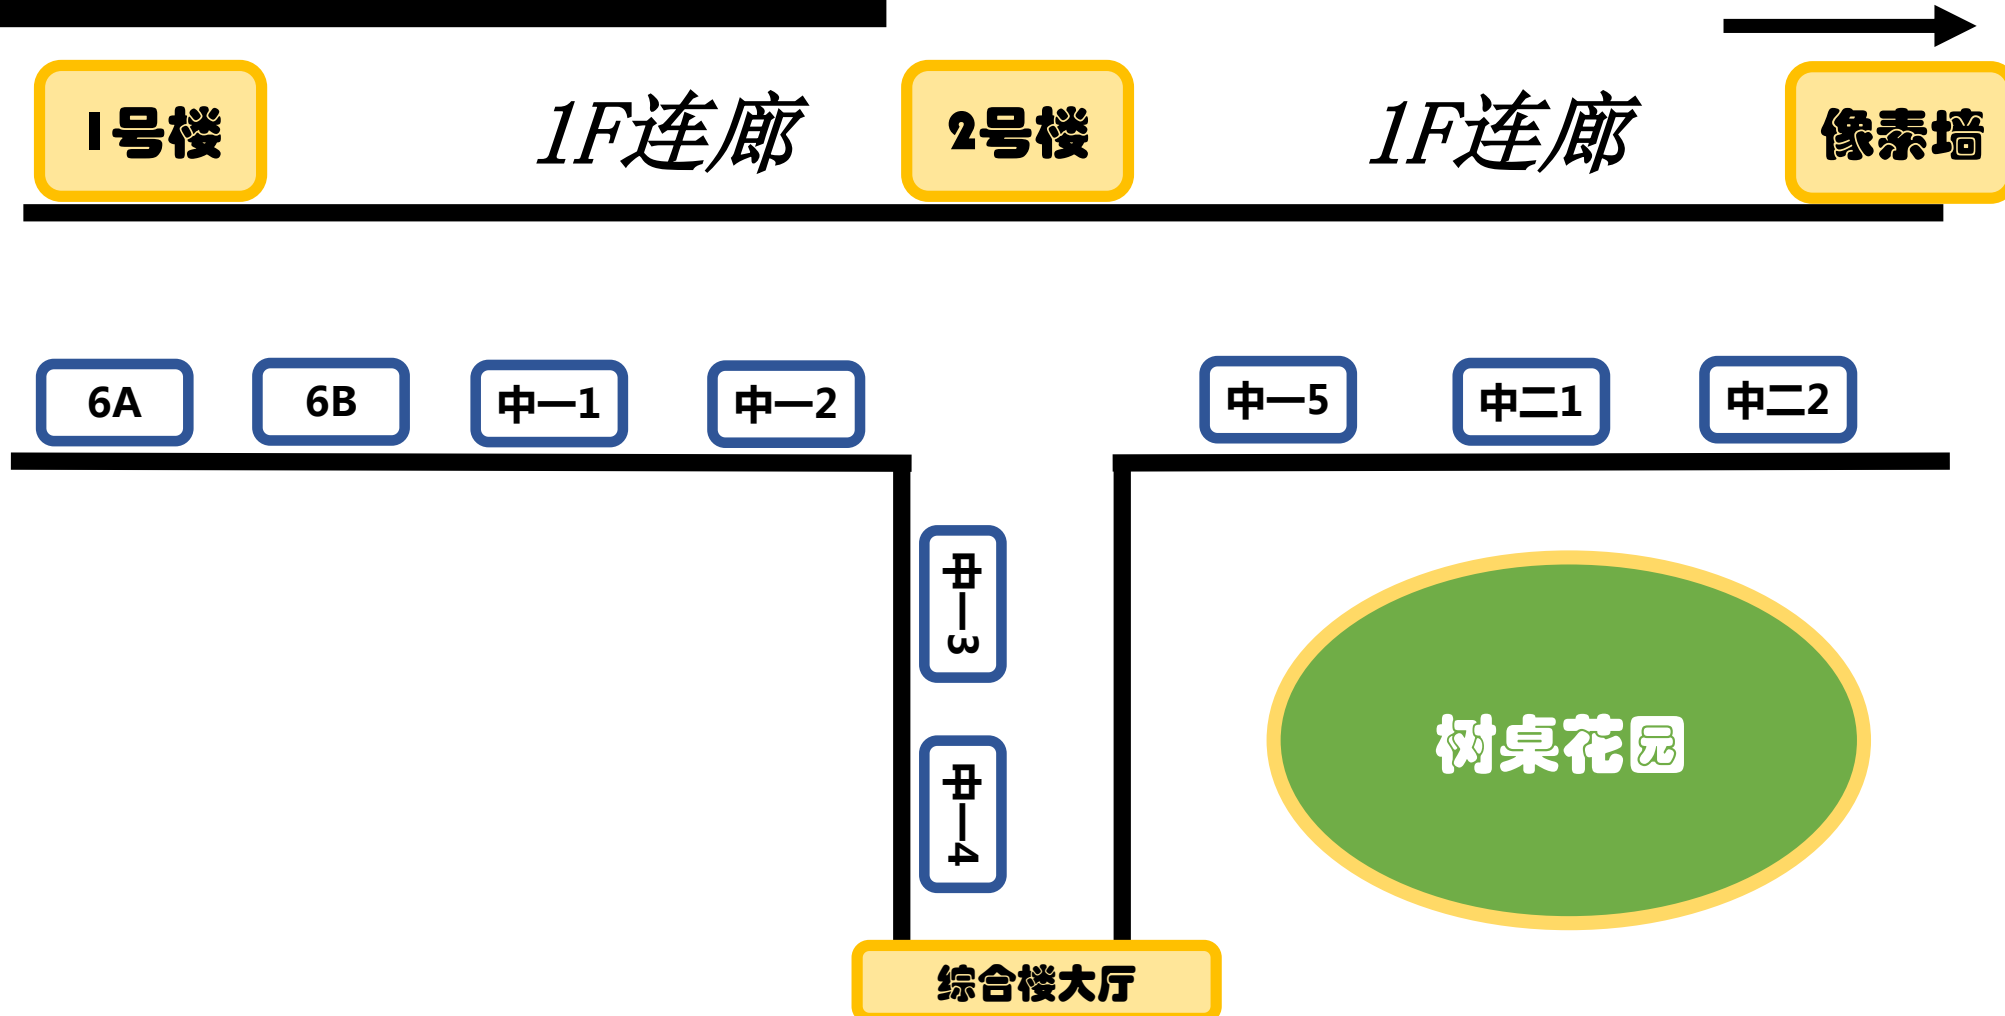 1号楼
1F连廊
2号楼
1F连廊
像素墙
6A
6B
中一1
中一2
中一5
中二1
中二2
中一3
中一4
树桌花园
综合楼大厅